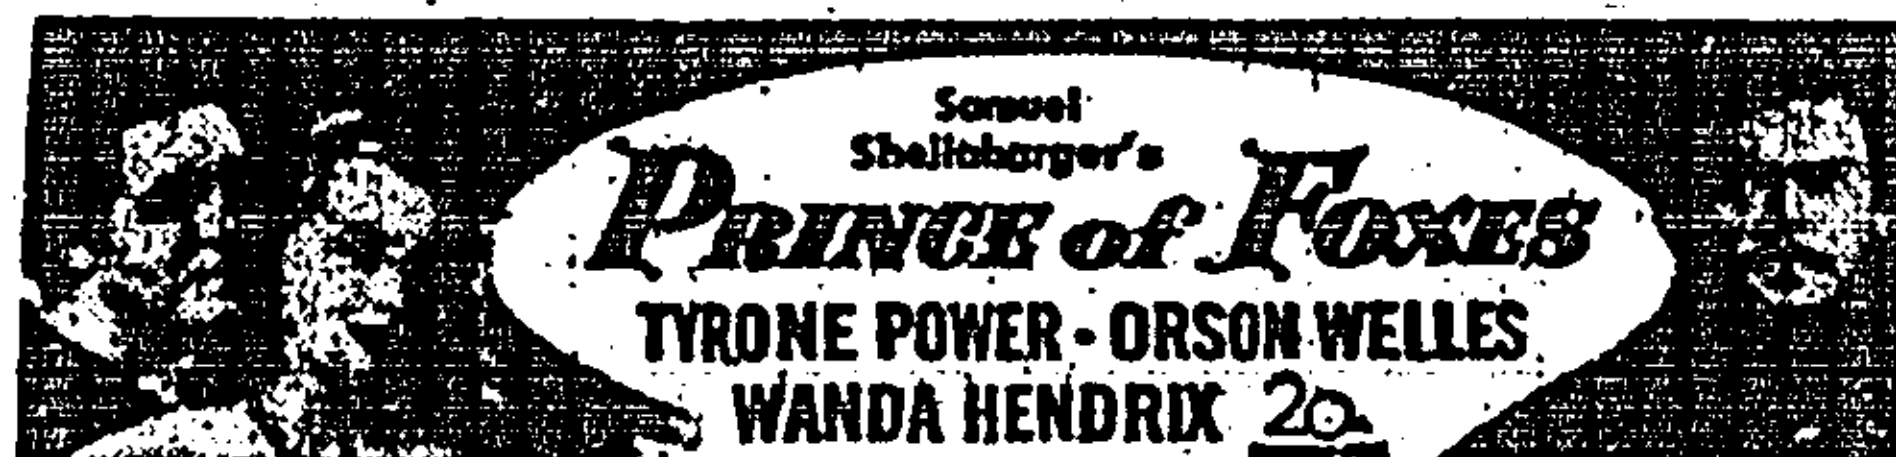 Samuel
Shellabarger's
PRINCE of FOXES
TYRONE POWER - ORSON WELLES
WANDA HENDRIX 20